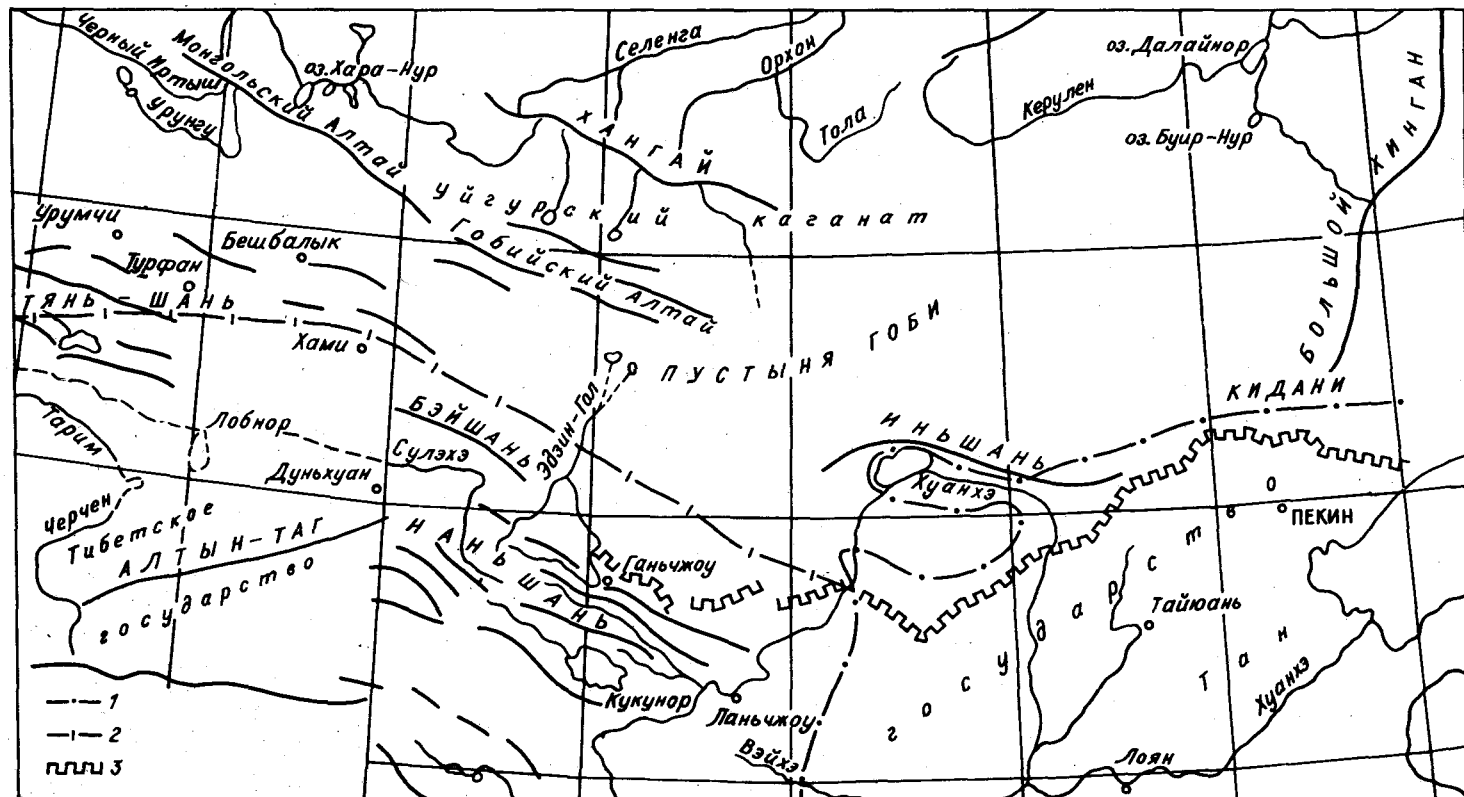 Черный Иртыш
Монгольский Алтай
оз. Хара-Нур
Селенга
Орхон
оз. Далайнор
Урунгу
ХАНГАЙ
Тола
Керулен
оз. Буир-Нур
БОЛЬШОЙ ХИНГАН
Уйгурский каганат
Урумчи
Бешбалык
Гобийский Алтай
Турфан
ТЯНЬ-ШАНЬ
Хами
ПУСТЫНЯ ГОБИ
КИДАНИ
Тарим
Лобнор
БЭЙШАНЬ
Эдзин-Гол
ИНЬШАНЬ
Сулэхэ
Дуньхуан
Хуанхэ
Черчен
Тибетское государство
АЛТЫН-ТАГ
НАНЬШАНЬ
Ганьчжоу
ПЕКИН
государство Тан
Тайюань
Кукунор
Ланьчжоу
Хуанхэ
Вэйхэ
Лоян
1
2
3